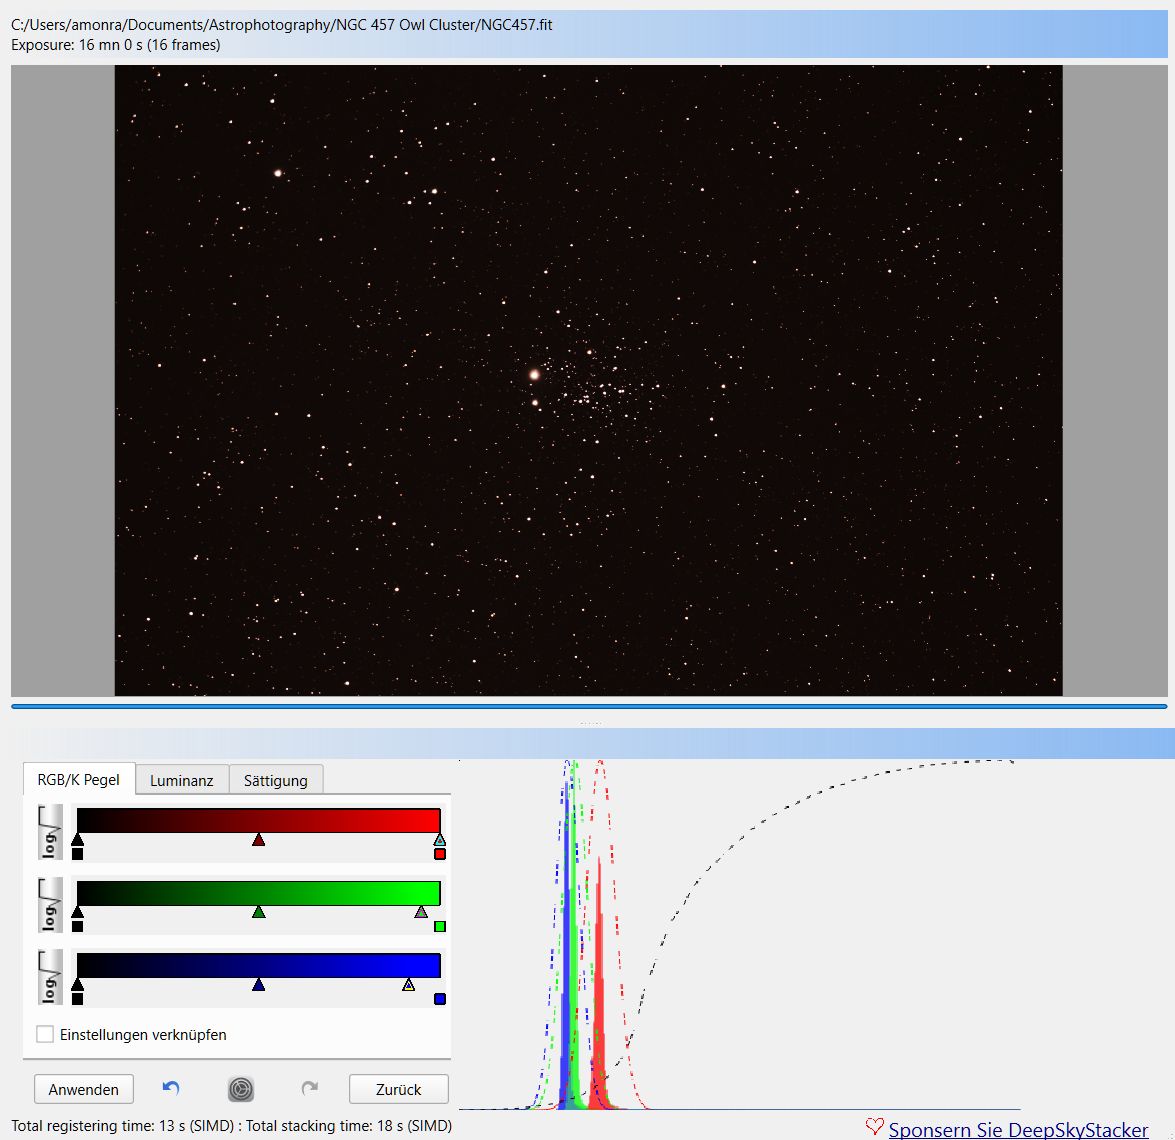 C:/Users/amonra/Documents/Astrophotography/NGC 457 Owl Cluster/NGC457.fit
Exposure: 16 mn 0 s (16 frames)
RGB/K Pegel
Luminanz
Sättigung
log√
log√
log√
Einstellungen verknüpfen
Anwenden
Zurück
Total registering time: 13 s (SIMD) : Total stacking time: 18 s (SIMD)
Sponsern Sie DeepSkyStacker